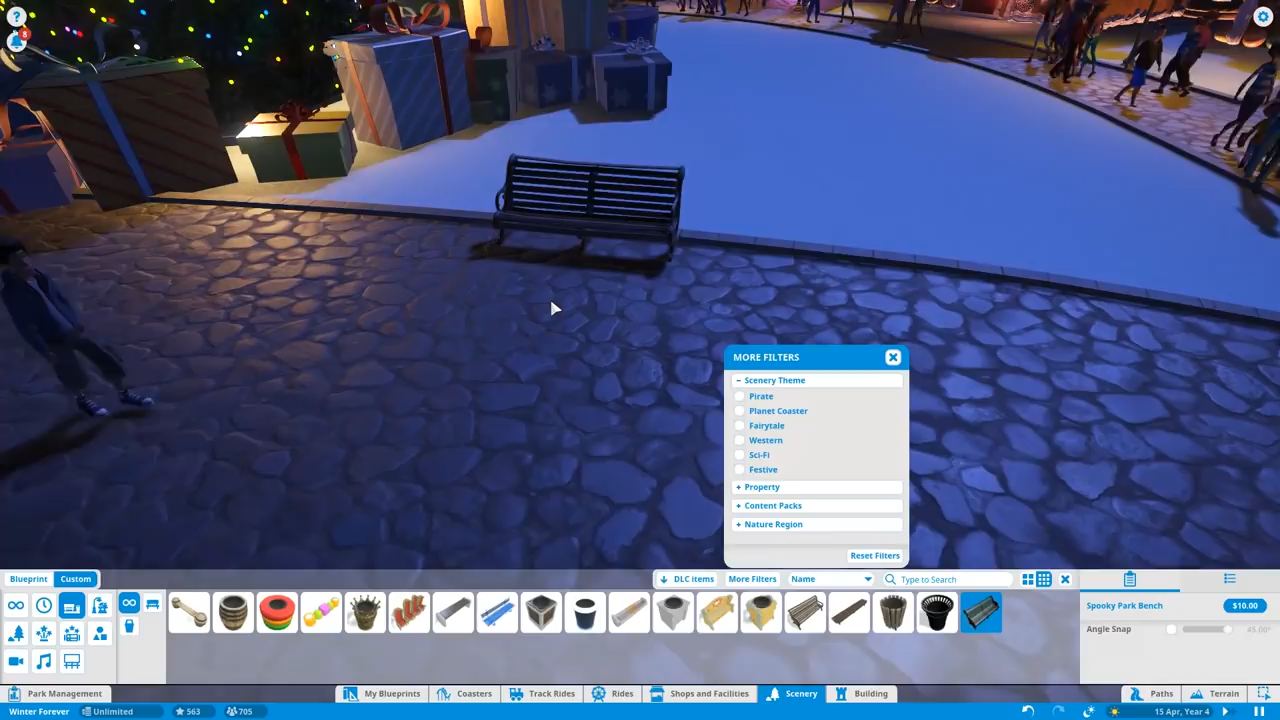 ?
8
MORE FILTERS
− Scenery Theme
Pirate
Planet Coaster
Fairytale
Western
Sci-Fi
Festive
+ Property
+ Content Packs
+ Nature Region
Reset Filters
Blueprint Custom
DLC items More Filters Name Type to Search
Spooky Park Bench $10.00
Angle Snap 45.00°
Park Management My Blueprints Coasters Track Rides Rides Shops and Facilities Scenery Building Paths Terrain
Winter Forever Unlimited 563 705 15 Apr, Year 4